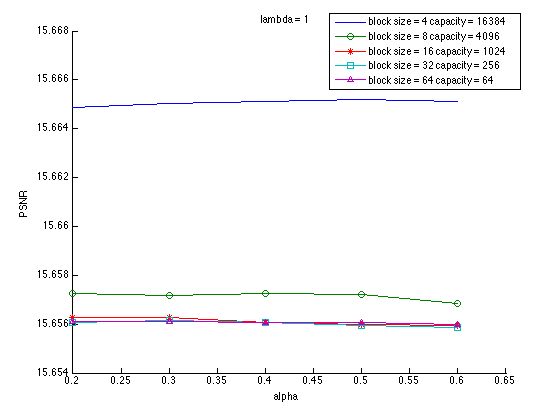 lambda = 1
block size = 4 capacity = 16384
block size = 8 capacity = 4096
block size = 16 capacity = 1024
block size = 32 capacity = 256
block size = 64 capacity = 64
15.668
15.666
15.664
15.662
15.66
15.658
15.656
15.654
PSNR
0.2 0.25 0.3 0.35 0.4 0.45 0.5 0.55 0.6 0.65
alpha